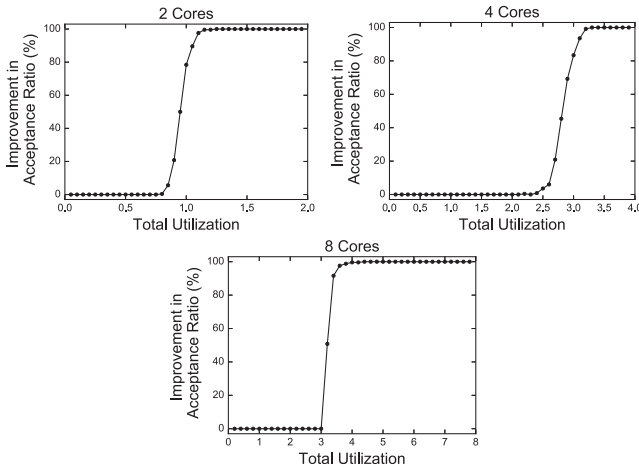 2 Cores
Improvement in
Acceptance Ratio (%)
100
80
60
40
20
0
0.0 0.5 1.0 1.5 2.0
Total Utilization
4 Cores
Improvement in
Acceptance Ratio (%)
100
80
60
40
20
0
0.0 0.5 1.0 1.5 2.0 2.5 3.0 3.5 4.0
Total Utilization
8 Cores
Improvement in
Acceptance Ratio (%)
100
80
60
40
20
0
0 1 2 3 4 5 6 7 8
Total Utilization